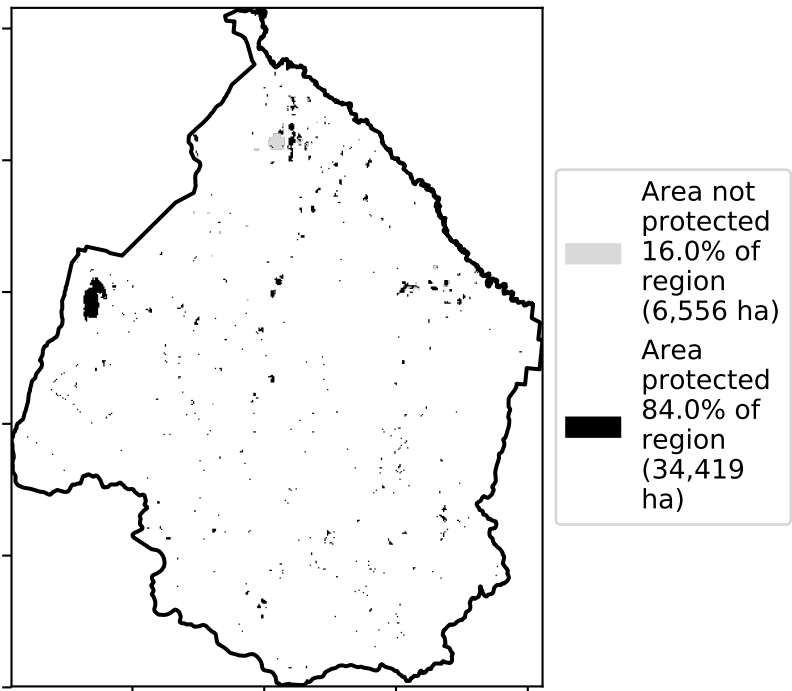 Area not
protected
16.0% of
region
(6,556 ha)
Area
protected
84.0% of
region
(34,419
ha)